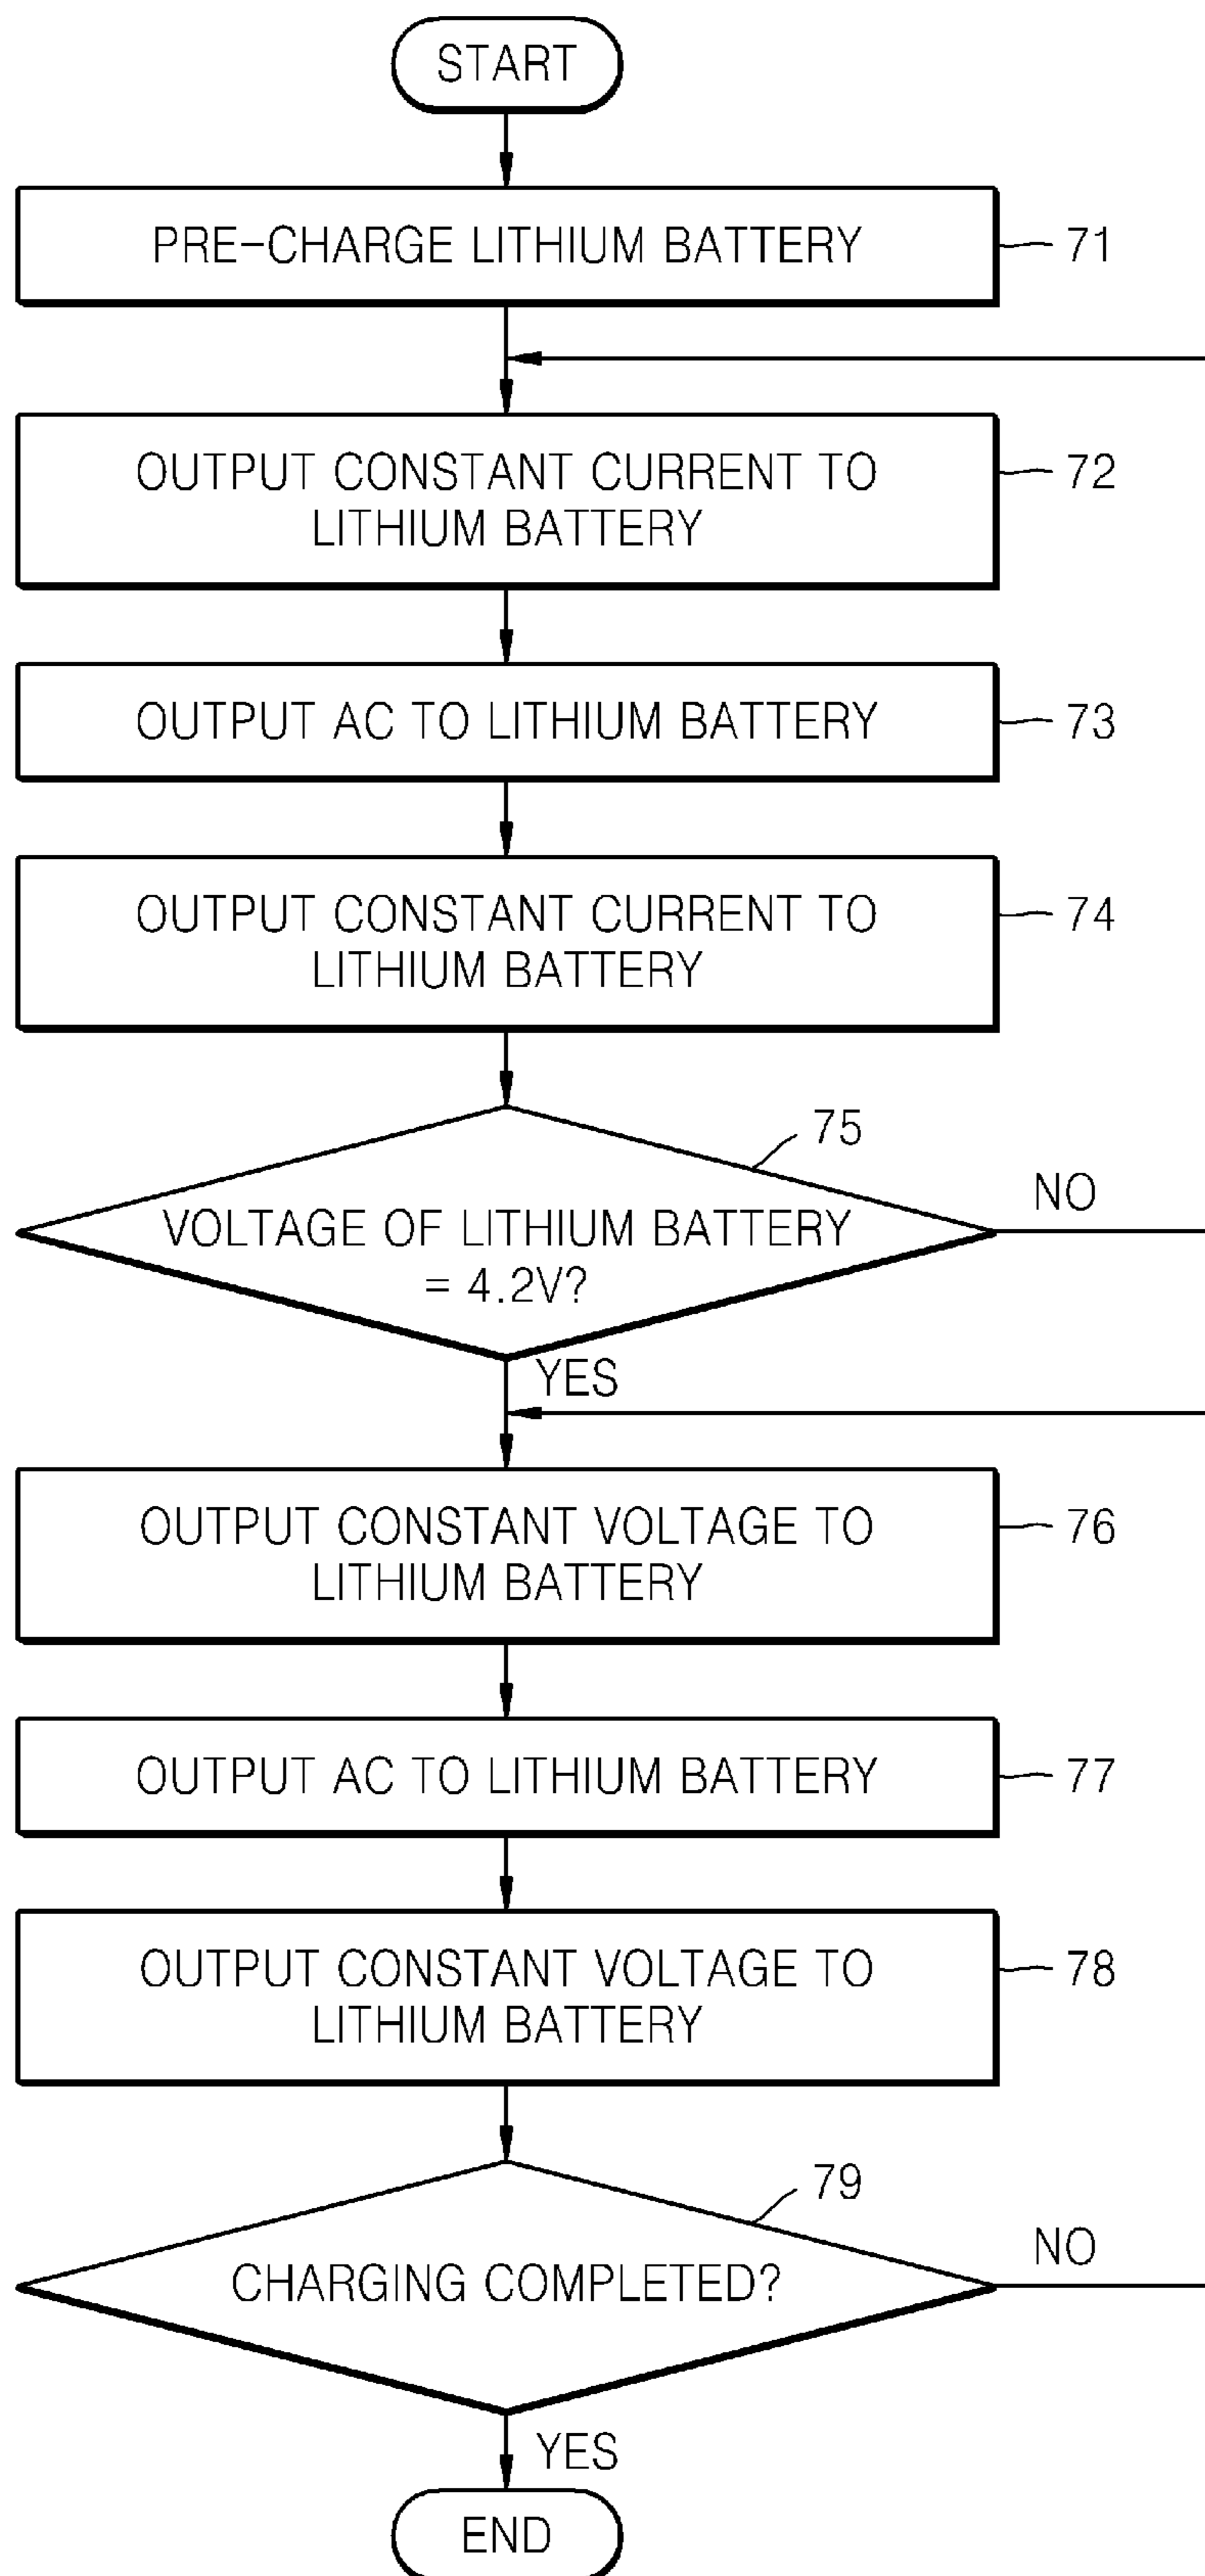 START
PRE-CHARGE LITHIUM BATTERY
71
OUTPUT CONSTANT CURRENT TO
LITHIUM BATTERY
72
OUTPUT AC TO LITHIUM BATTERY
73
OUTPUT CONSTANT CURRENT TO
LITHIUM BATTERY
74
75
VOLTAGE OF LITHIUM BATTERY
= 4.2V?
NO
YES
OUTPUT CONSTANT VOLTAGE TO
LITHIUM BATTERY
76
OUTPUT AC TO LITHIUM BATTERY
77
OUTPUT CONSTANT VOLTAGE TO
LITHIUM BATTERY
78
79
CHARGING COMPLETED?
NO
YES
END